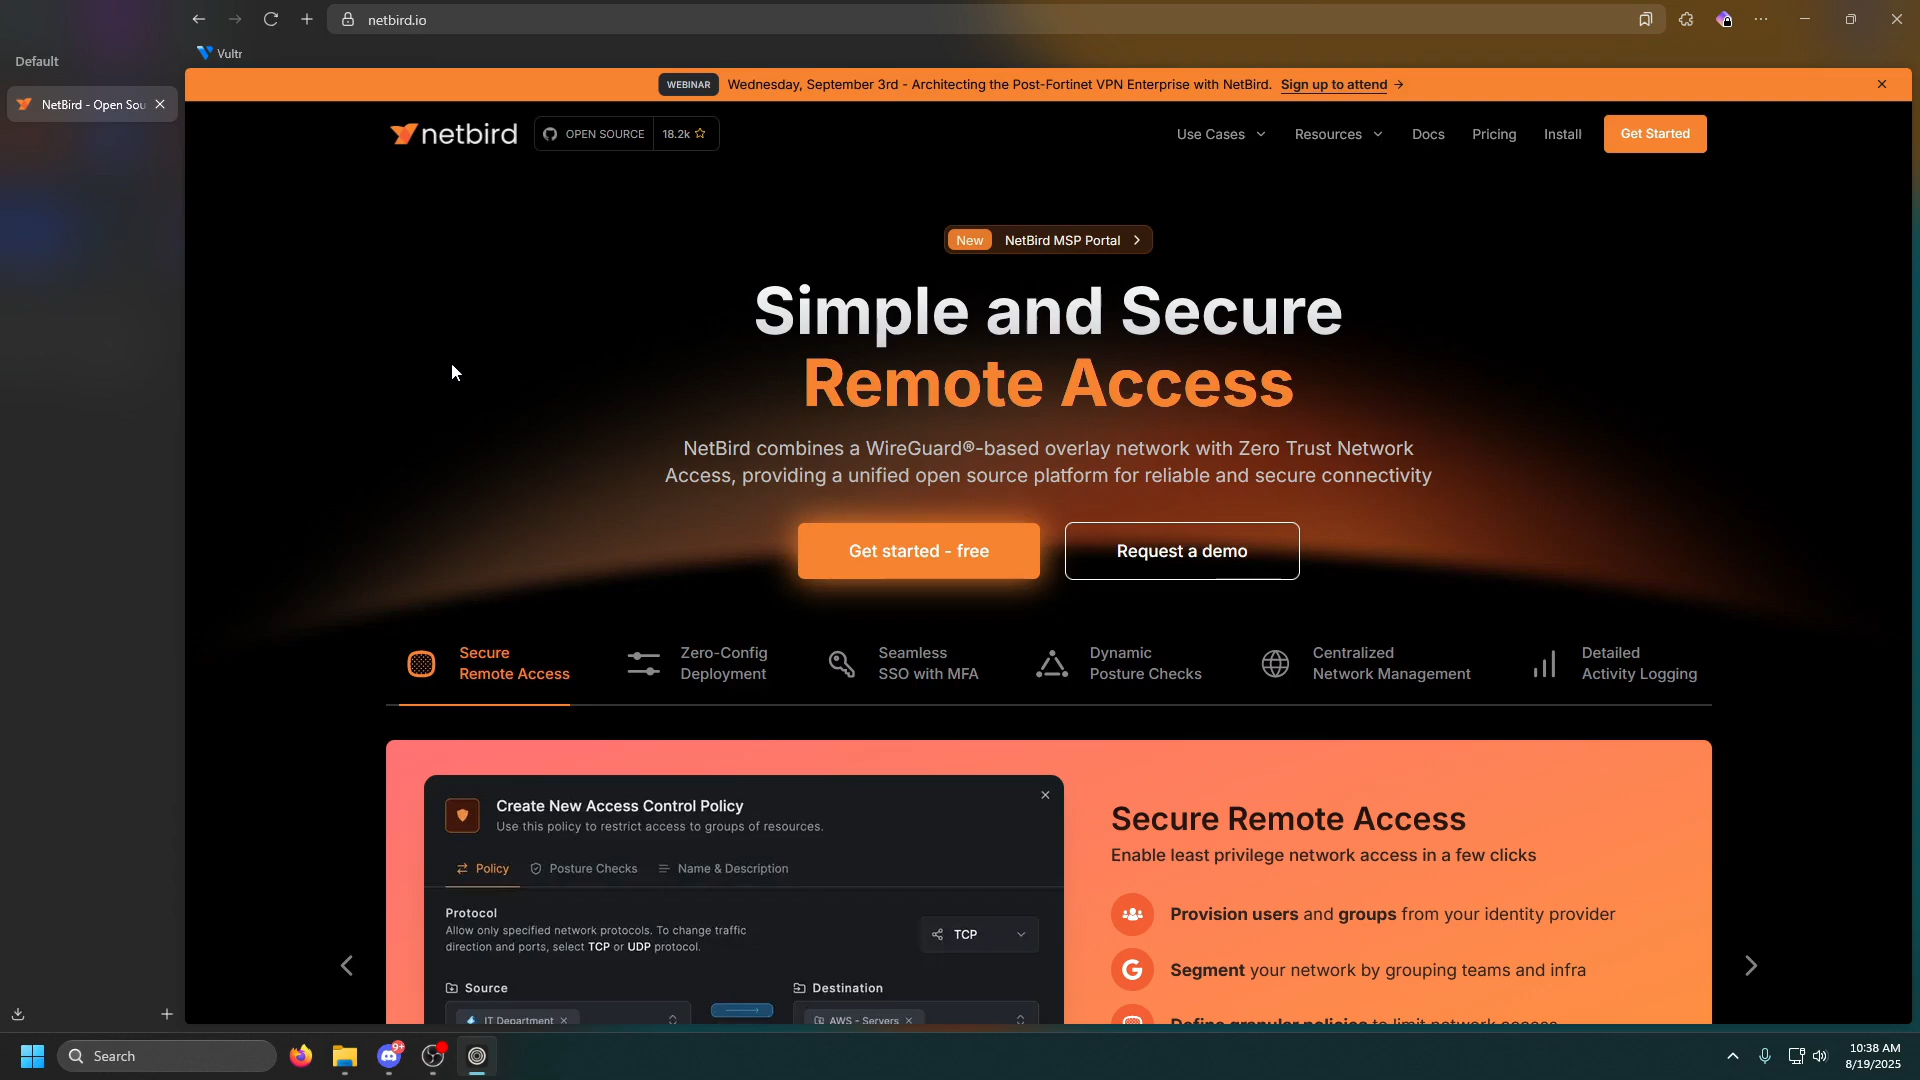 netbird.io
Vultr
Default
NetBird - Open Sou
WEBINAR Wednesday, September 3rd - Architecting the Post-Fortinet VPN Enterprise with NetBird. Sign up to attend →
netbird
OPEN SOURCE 18.2k
Use Cases Resources Docs Pricing Install Get Started
New NetBird MSP Portal
Simple and Secure
Remote Access
NetBird combines a WireGuard®-based overlay network with Zero Trust Network
Access, providing a unified open source platform for reliable and secure connectivity
Get started - free Request a demo
Secure
Remote Access
Zero-Config
Deployment
Seamless
SSO with MFA
Dynamic
Posture Checks
Centralized
Network Management
Detailed
Activity Logging
Create New Access Control Policy
Use this policy to restrict access to groups of resources.
Policy Posture Checks Name & Description
Protocol
Allow only specified network protocols. To change traffic
direction and ports, select TCP or UDP protocol.
TCP
Source Destination
IT Department AWS - Servers
Secure Remote Access
Enable least privilege network access in a few clicks
Provision users and groups from your identity provider
G
Segment your network by grouping teams and infra
Define granular policies to limit network access
Search
9+
10:38 AM
8/19/2025